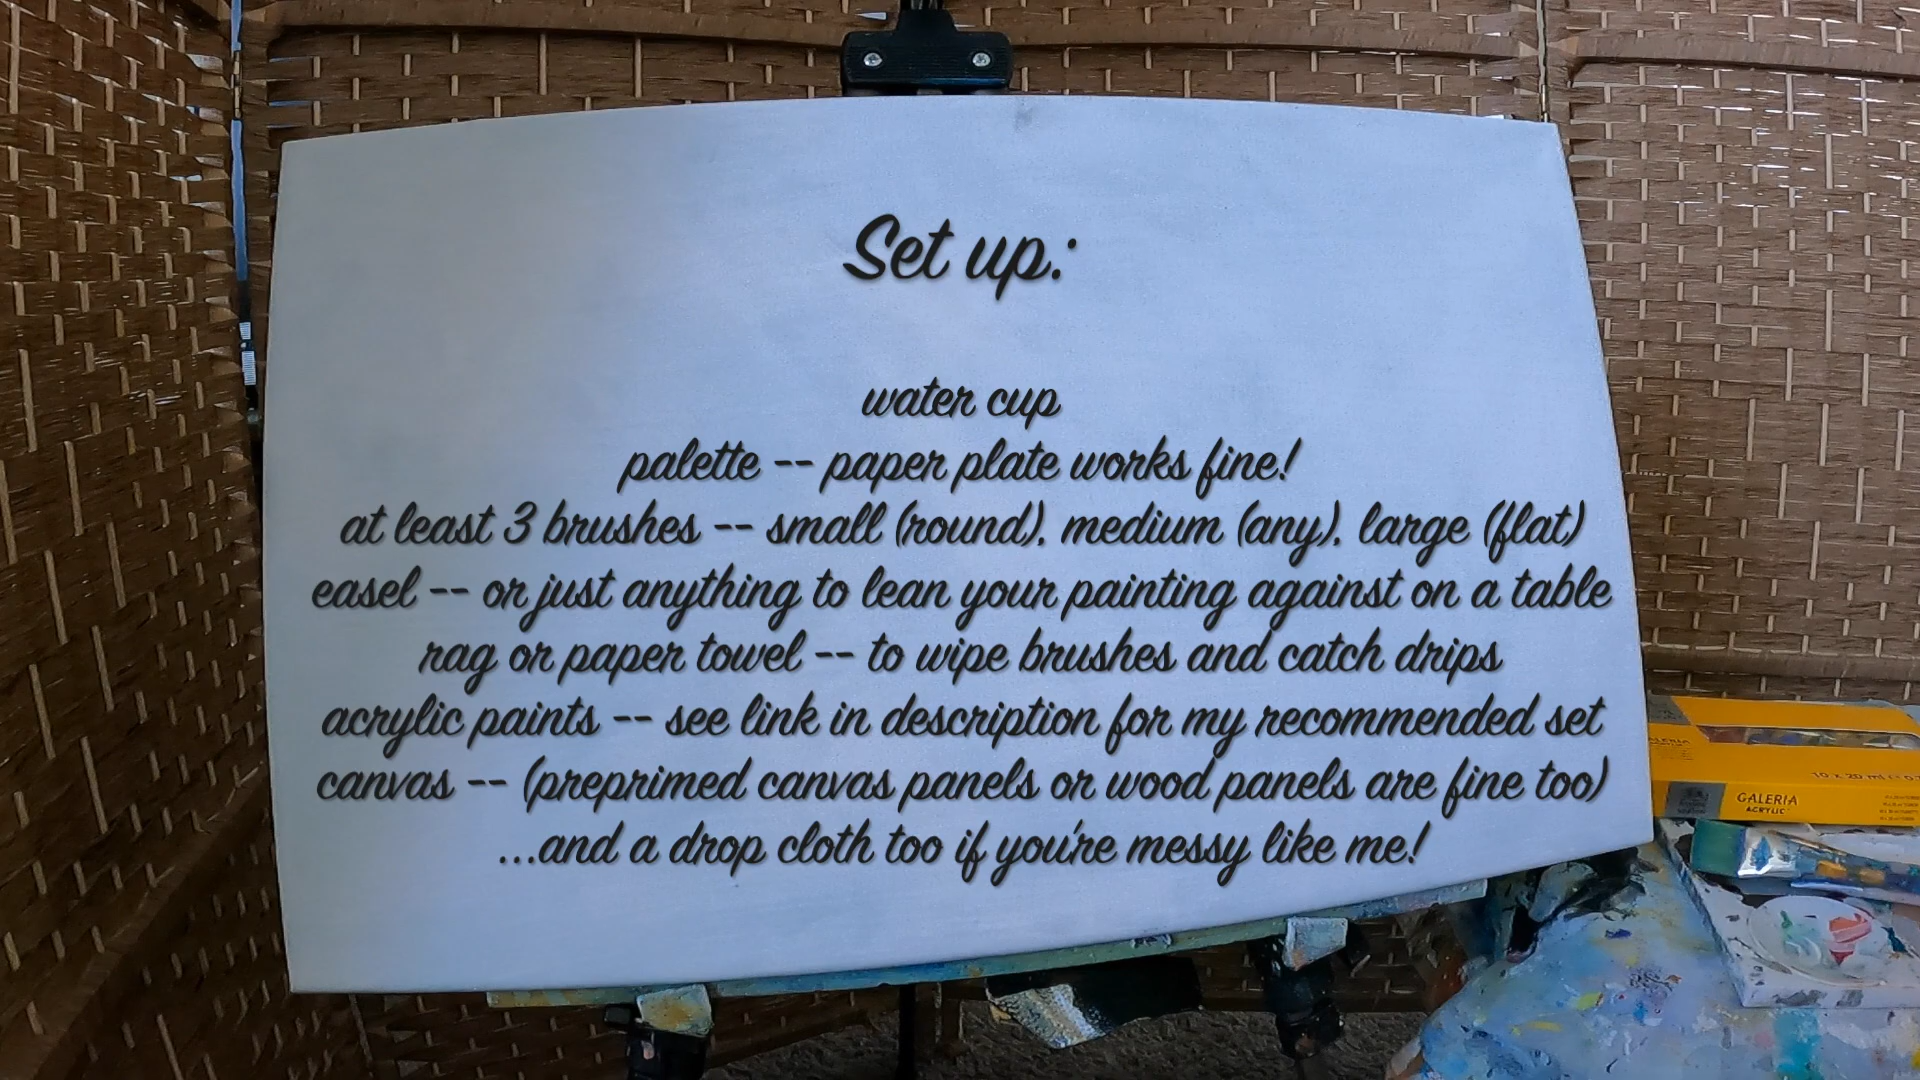 Set up:
water cup
palette -- paper plate works fine!
at least 3 brushes -- small (round), medium (any), large (flat)
easel -- or just anything to lean your painting against on a table
rag or paper towel -- to wipe brushes and catch drips
acrylic paints -- see link in description for my recommended set
canvas -- (preprimed canvas panels or wood panels are fine too)
...and a drop cloth too if you're messy like me!
10 x 20 ml
GALERIA
ACRYLIC